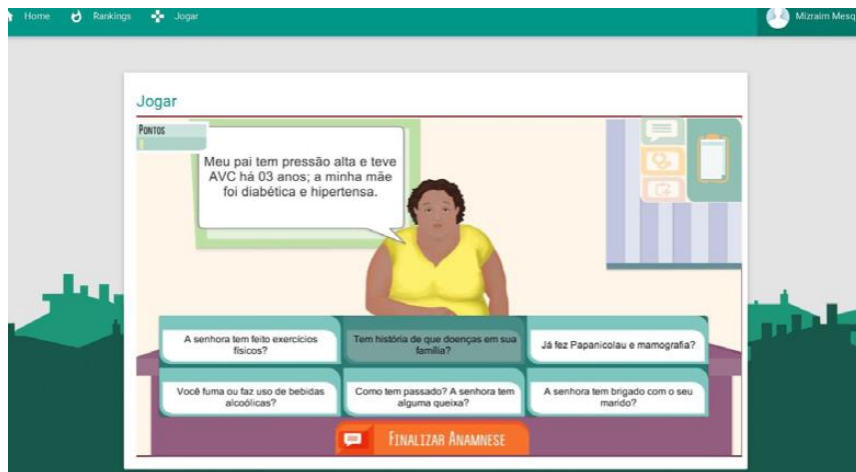 Home Rankings Jogar Mizraim Mesq
Jogar
PONTOS
Meu pai tem pressão alta e teve
AVC há 03 anos; a minha mãe
foi diabética e hipertensa.
A senhora tem feito exercícios
físicos?
Tem história de que doenças em sua
família?
Já fez Papanicolau e mamografia?
Você fuma ou faz uso de bebidas
alcoólicas?
Como tem passado? A senhora tem
alguma queixa?
A senhora tem brigado com o seu
marido?
FINALIZAR ANAMNESE